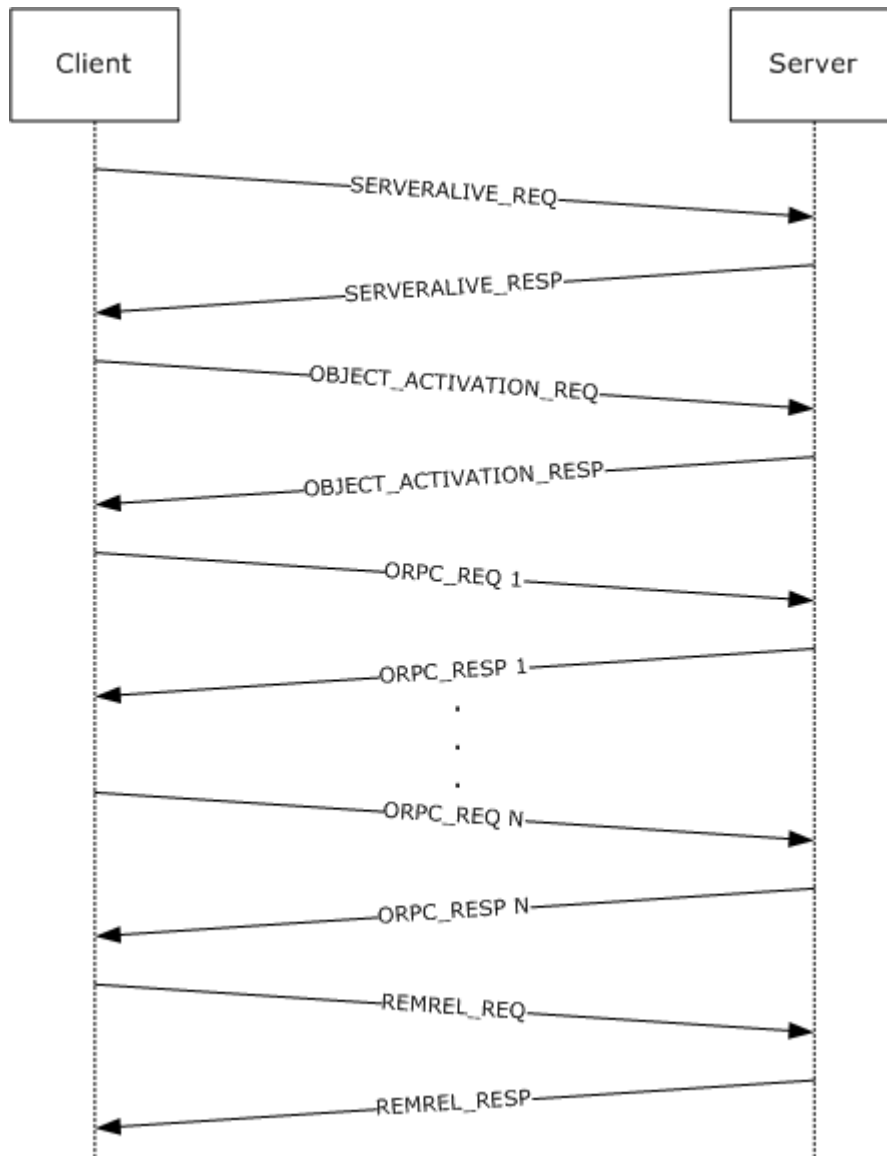 Client
Server
SERVERALIVE_REQ
SERVERALIVE_RESP
OBJECT_ACTIVATION_REQ
OBJECT_ACTIVATION_RESP
ORPC_REQ 1
ORPC_RESP 1
.
.
.
ORPC_REQ N
ORPC_RESP N
REMREL_REQ
REMREL_RESP